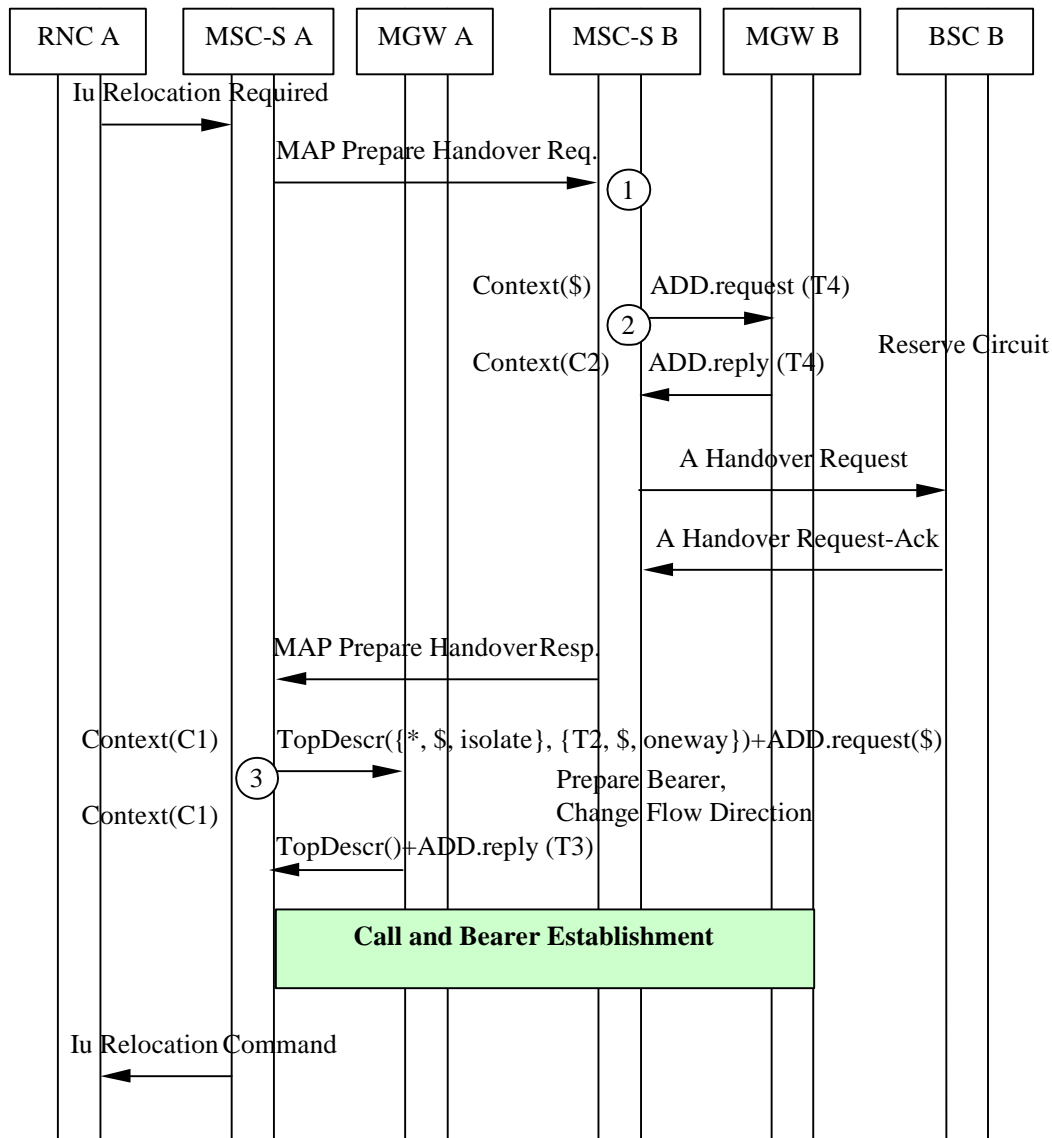 RNC A
MSC-S A
MGW A
MSC-S B
MGW B
BSC B
Iu Relocation Required
MAP Prepare Handover Req.
1
Context($)
ADD.request (T4)
2
Reserve Circuit
Context(C2)
ADD.reply (T4)
A Handover Request
A Handover Request-Ack
MAP Prepare Handover Resp.
Context(C1)
TopDescr({*, $, isolate}, {T2, $, oneway})+ADD.request($)
3
Prepare Bearer,
Change Flow Direction
Context(C1)
TopDescr()+ADD.reply (T3)
Call and Bearer Establishment
Iu Relocation Command